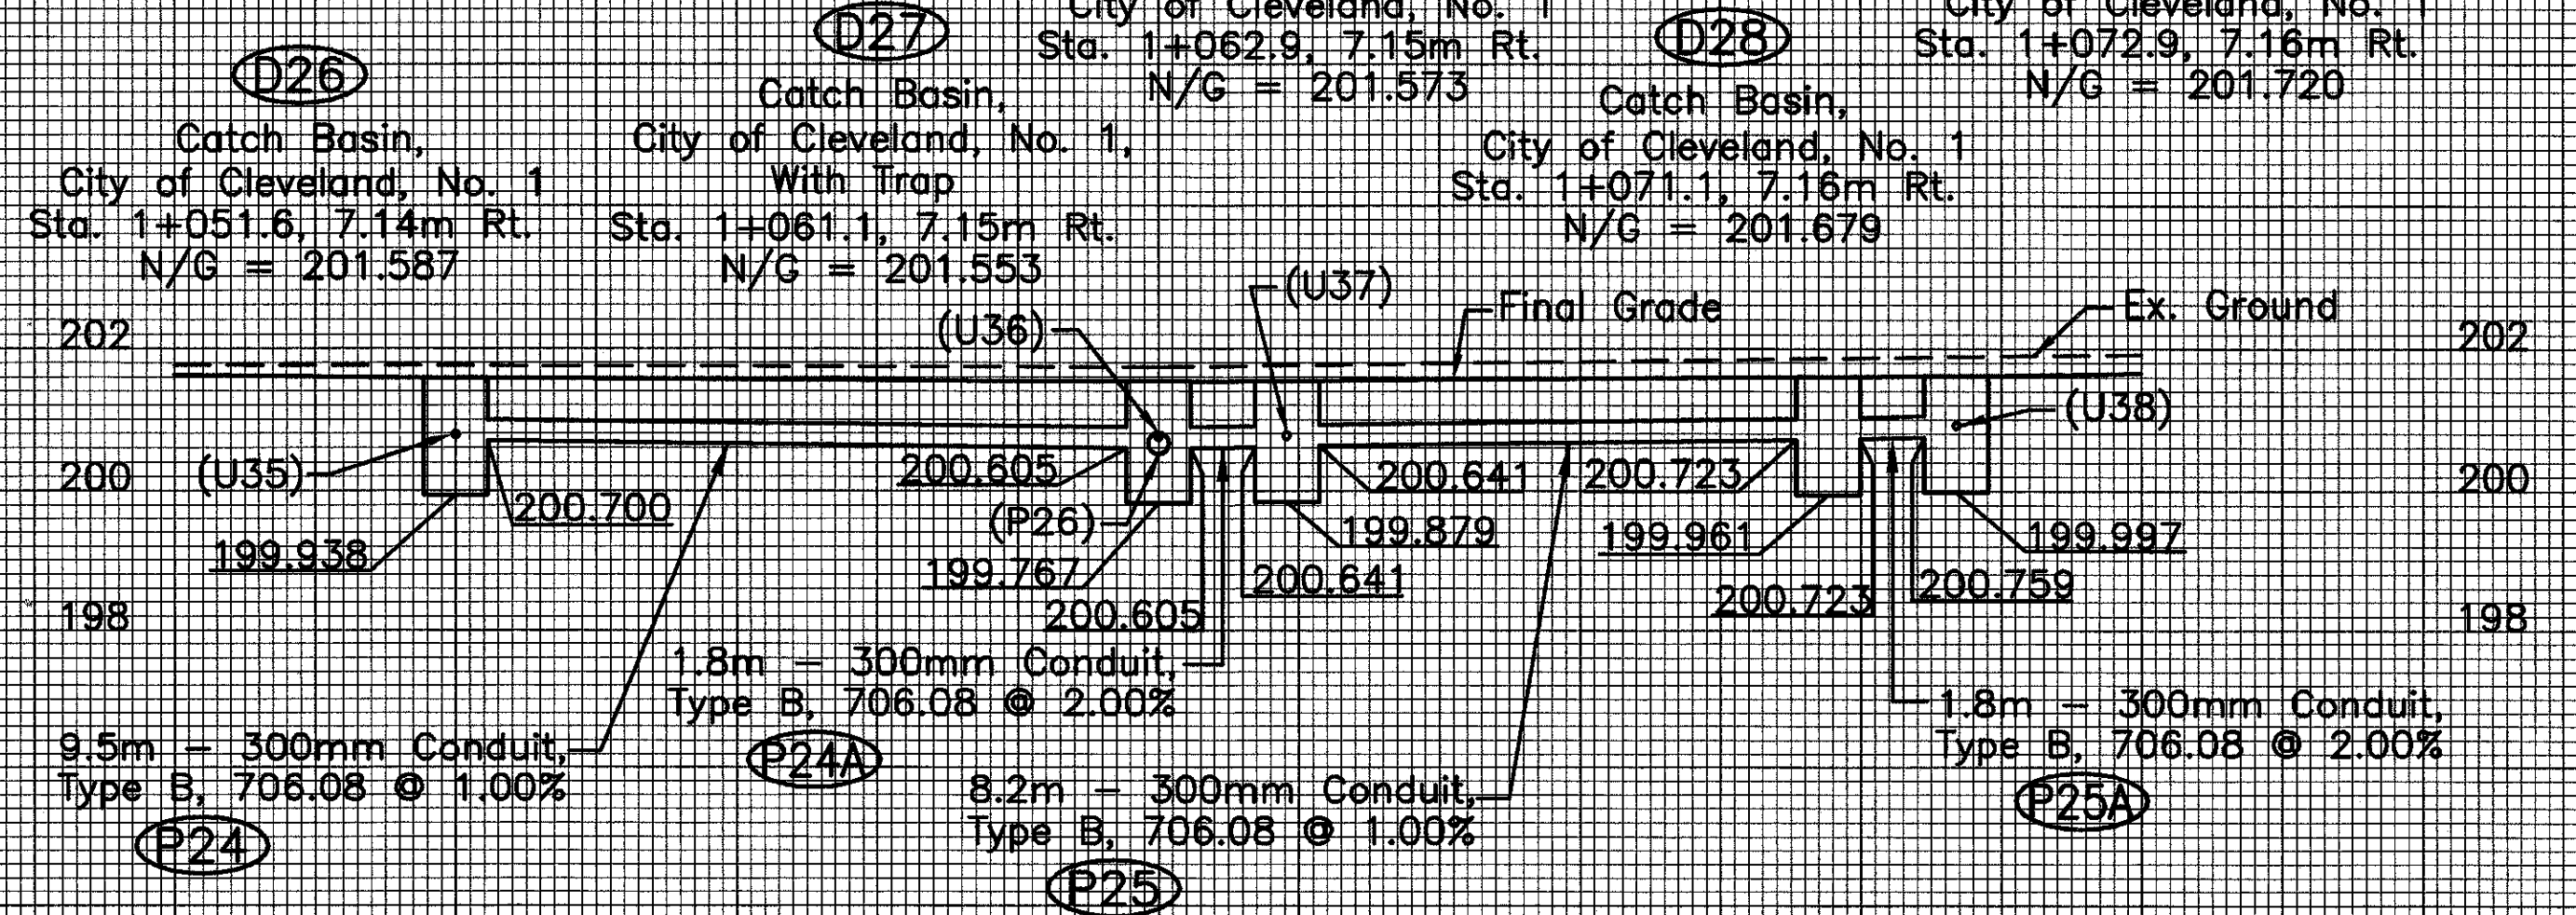 D26
Catch Basin,
City of Cleveland, No. 1
Sta. 1+051.6, 7.14m Rt.
N/G = 201.587
D27
Catch Basin,
City of Cleveland, No. 1,
With Trap
Sta. 1+061.1, 7.15m Rt.
N/G = 201.553
City of Cleveland, No. 1
Sta. 1+062.9, 7.15m Rt.
N/G = 201.573
D28
Catch Basin,
City of Cleveland, No. 1
Sta. 1+071.1, 7.16m Rt.
N/G = 201.679
City of Cleveland, No. 1
Sta. 1+072.9, 7.16m Rt.
N/G = 201.720
202
(U36)
(U37)
Final Grade
Ex. Ground
202
200
(U35)
200.700
199.938
200.605
(P26)
199.767
200.605
200.641
199.879
200.641
200.723
199.961
200.723
(U38)
199.997
200.759
200
198
198
9.5m - 300mm Conduit,
Type B, 706.08 @ 1.00%
P24
1.8m - 300mm Conduit,
Type B, 706.08 @ 2.00%
P24A
8.2m - 300mm Conduit,
Type B, 706.08 @ 1.00%
P25
1.8m - 300mm Conduit,
Type B, 706.08 @ 2.00%
P25A